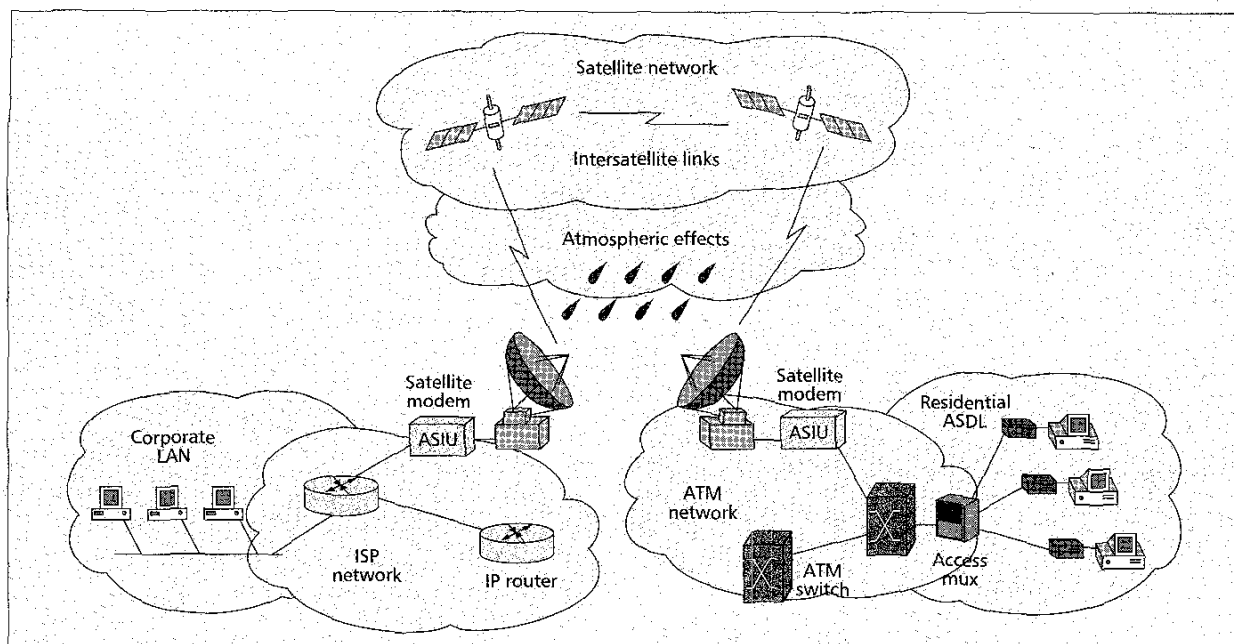 Satellite network
Intersatellite links
Atmospheric effects
Satellite
modem
ASIU
Corporate
LAN
ISP
network
IP router
Satellite
modem
ASIU
Residential
ASDL
ATM
network
ATM
switch
Access
mux